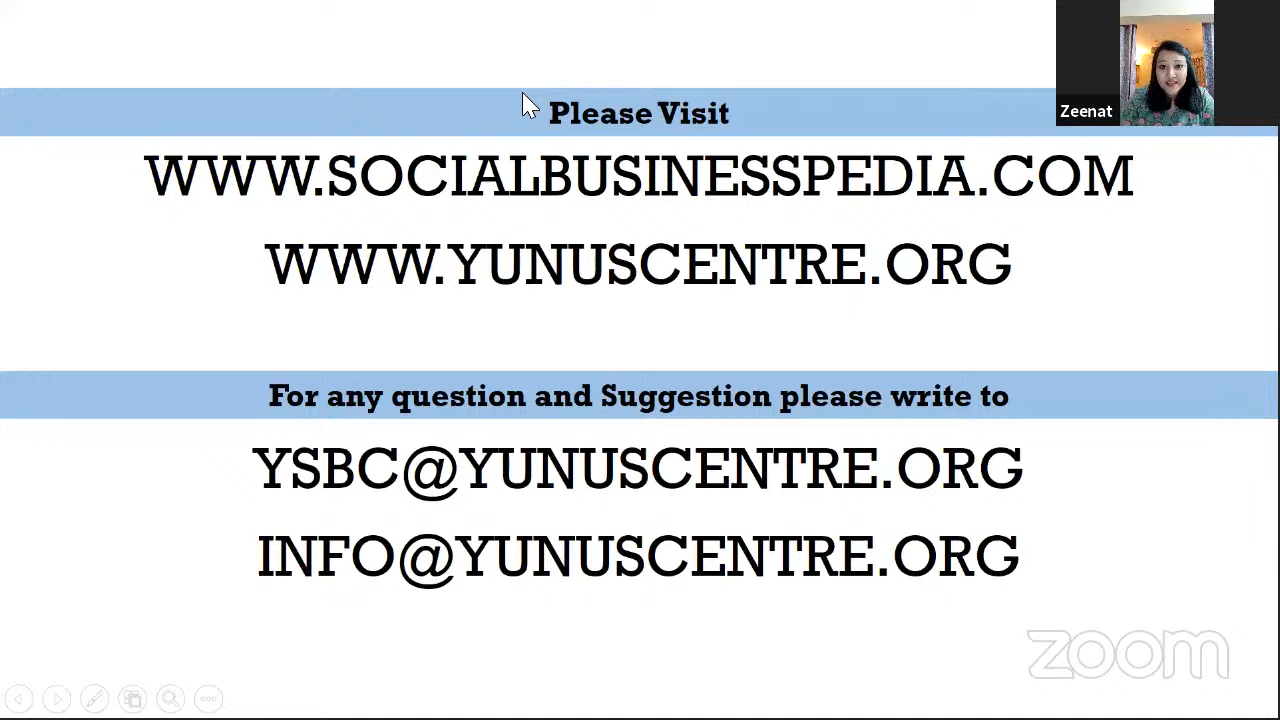 Please Visit
Zeenat
WWW.SOCIALBUSINESSPEDIA.COM
WWW.YUNUSCENTRE.ORG
For any question and Suggestion please write to
YSBC@YUNUSCENTRE.ORG
INFO@YUNUSCENTRE.ORG
zoom